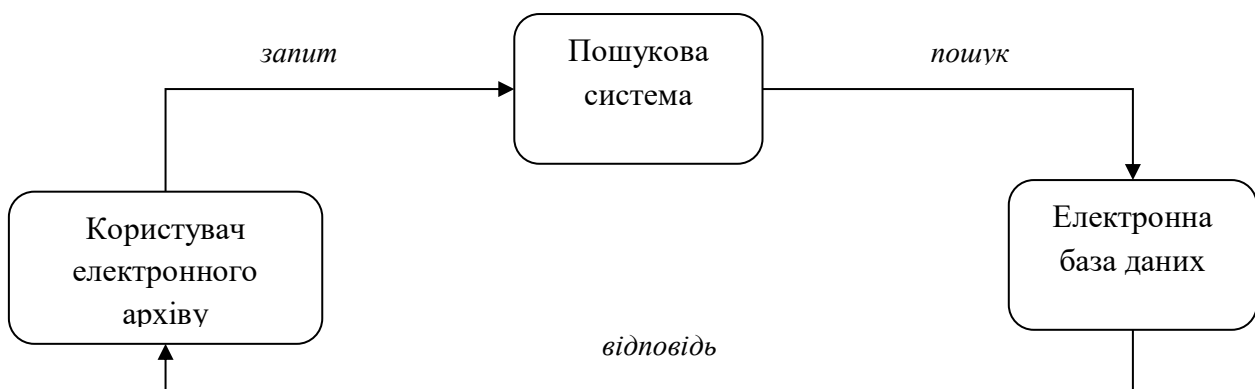 запит
Пошукова
система
пошук
Користувач
електронного
архіву
Електронна
база даних
відповідь